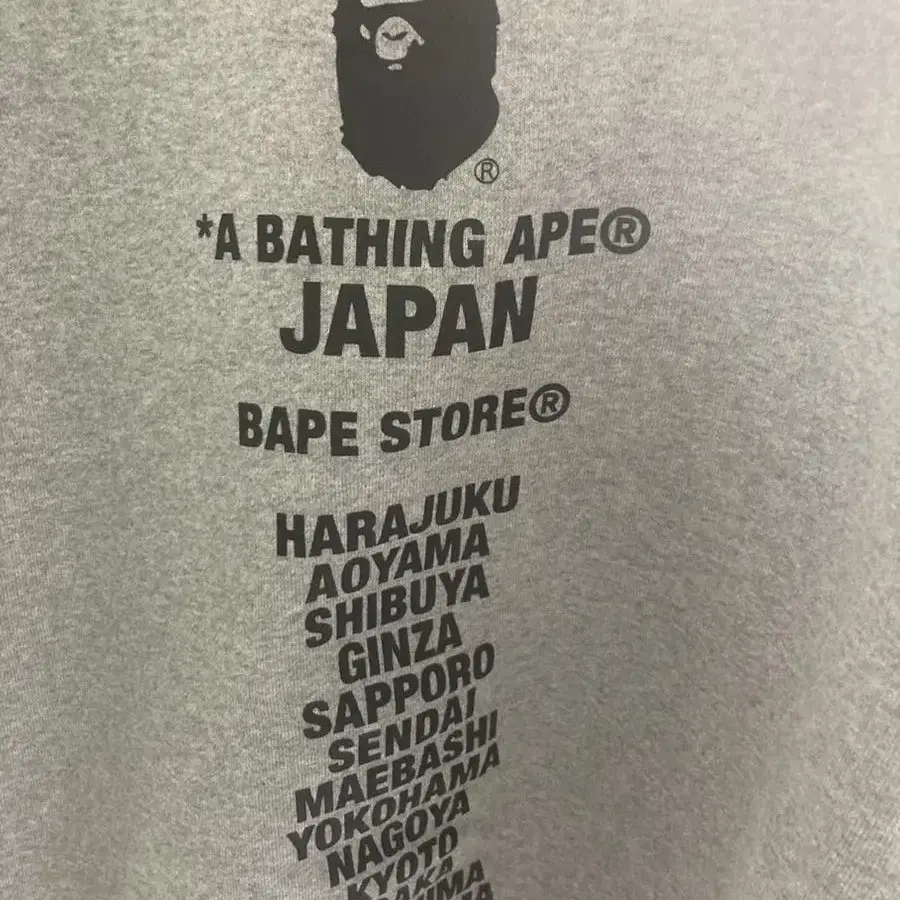 ®
*A BATHING APE®
JAPAN
BAPE STORE®
HARAJUKU
AOYAMA
SHIBUYA
GINZA
SAPPORO
SENDAI
MAEBASHI
YOKOHAMA
NAGOYA
KYOTO